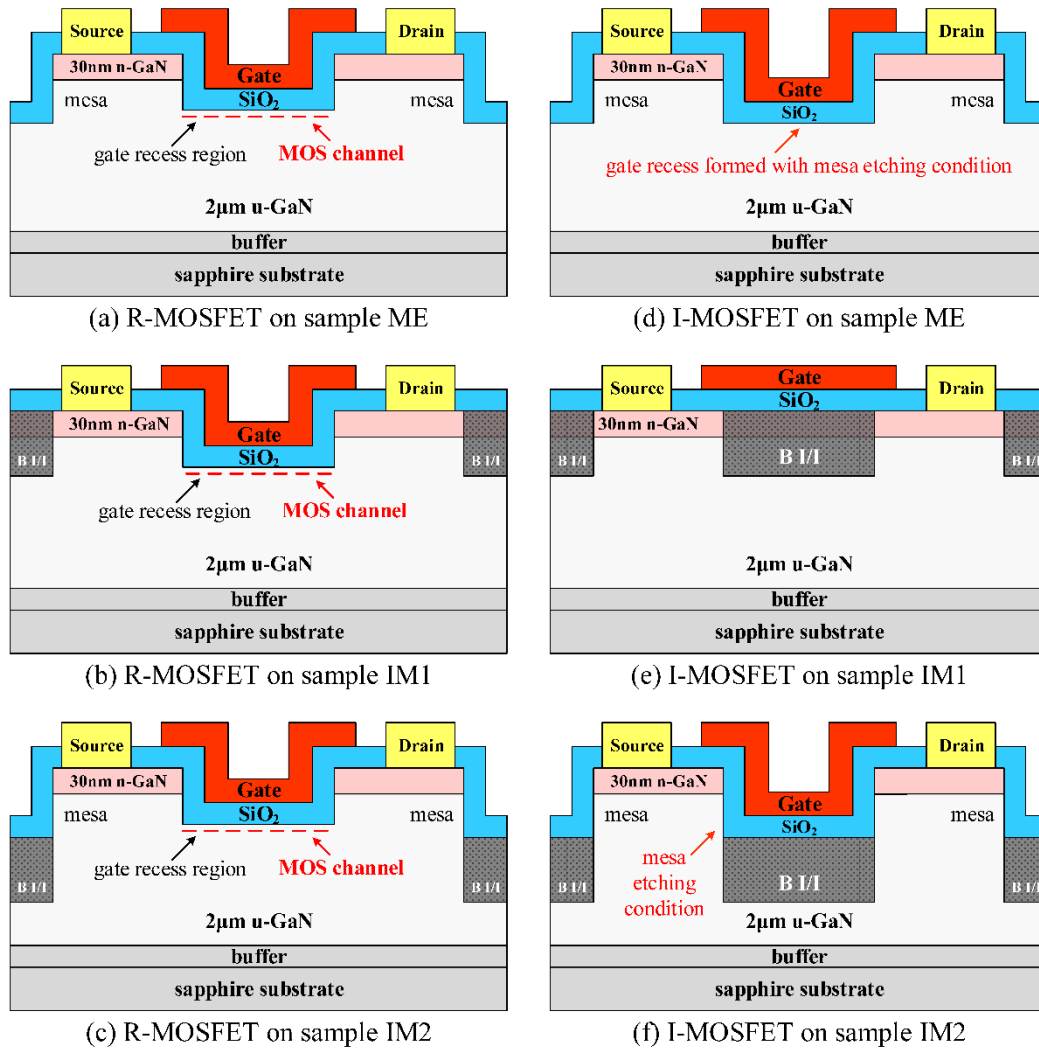 Source
Drain
30nm n-GaN
Gate
SiO₂
mesa
mesa
gate recess region
MOS channel
2μm u-GaN
buffer
sapphire substrate
(a) R-MOSFET on sample ME
Source
Drain
30nm n-GaN
Gate
SiO₂
mesa
mesa
gate recess formed with mesa etching condition
2μm u-GaN
buffer
sapphire substrate
(d) I-MOSFET on sample ME
Source
Drain
30nm n-GaN
Gate
SiO₂
B I/I
B I/I
gate recess region
MOS channel
2μm u-GaN
buffer
sapphire substrate
(b) R-MOSFET on sample IM1
Source
Gate
Drain
SiO₂
30nm n-GaN
B I/I
B I/I
B I/I
2μm u-GaN
buffer
sapphire substrate
(e) I-MOSFET on sample IM1
Source
Drain
30nm n-GaN
Gate
SiO₂
mesa
mesa
gate recess region
MOS channel
B I/I
B I/I
2μm u-GaN
buffer
sapphire substrate
(c) R-MOSFET on sample IM2
Source
Drain
30nm n-GaN
Gate
SiO₂
mesa
mesa
mesa
etching
condition
B I/I
B I/I
B I/I
2μm u-GaN
buffer
sapphire substrate
(f) I-MOSFET on sample IM2